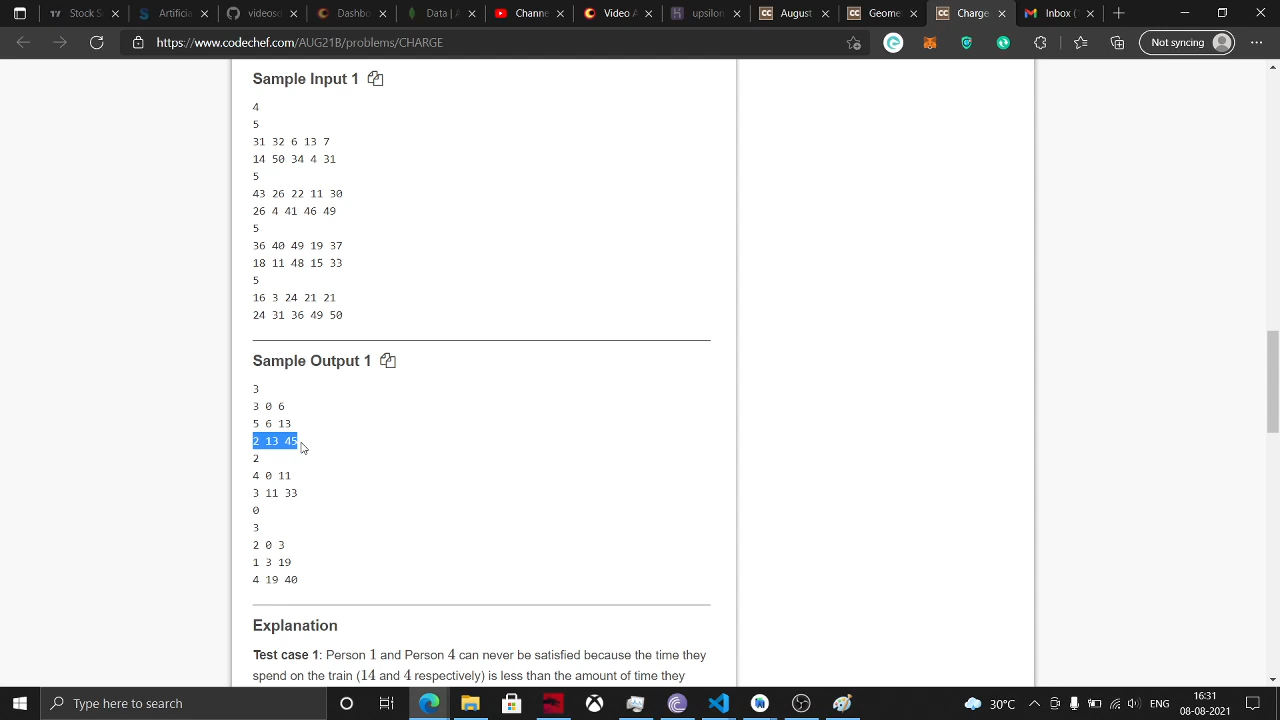 Stock S
Artificia
videosd
Dashbo
Data | A
Channe
Video A
upsilon
August
Geome
Charge
Inbox (1
https://www.codechef.com/AUG21B/problems/CHARGE
Not syncing
Sample Input 1
4
5
31 32 6 13 7
14 50 34 4 31
5
43 26 22 11 30
26 4 41 46 49
5
36 40 49 19 37
18 11 48 15 33
5
16 3 24 21 21
24 31 36 49 50
Sample Output 1
3
3 0 6
5 6 13
2 13 45
2
4 0 11
3 11 33
0
3
2 0 3
1 3 19
4 19 40
Explanation
Test case 1: Person 1 and Person 4 can never be satisfied because the time they
spend on the train (14 and 4 respectively) is less than the amount of time they
Type here to search
30°C
ENG
16:31
08-08-2021